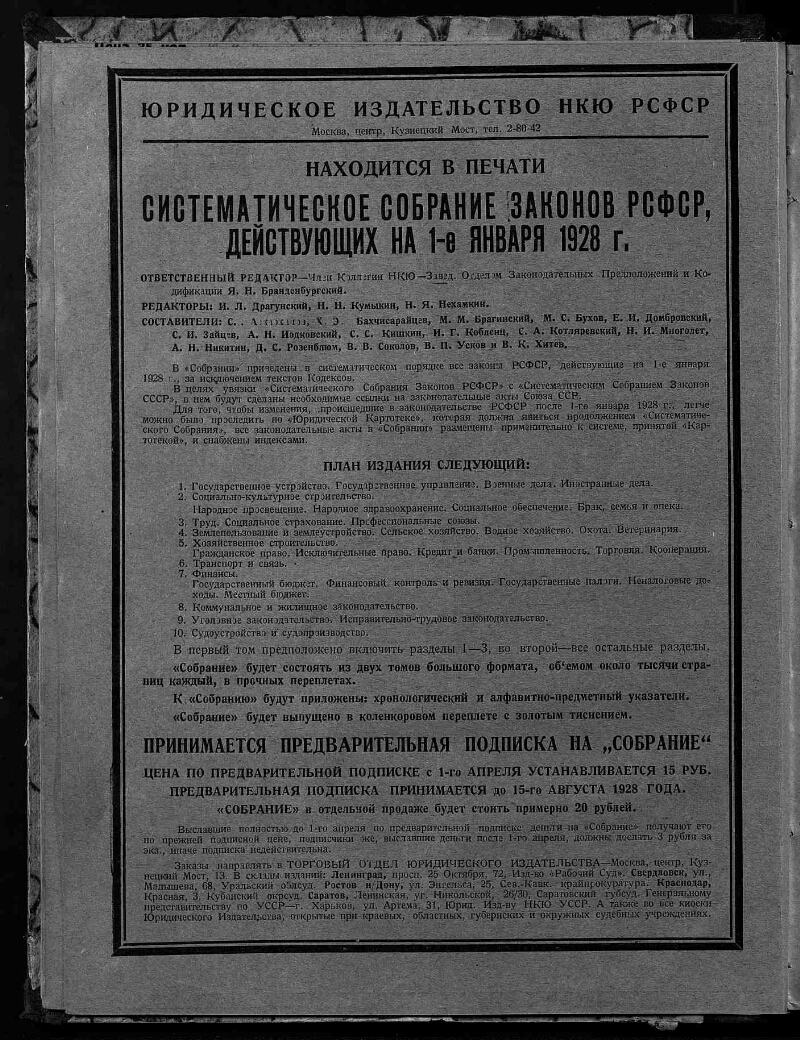 ЮРИДИЧЕСКОЕ ИЗДАТЕЛЬСТВО НКЮ РСФСР
Москва, центр, Кузнецкий Мост, тел. 2-80-42
НАХОДИТСЯ В ПЕЧАТИ
СИСТЕМАТИЧЕСКОЕ СОБРАНИЕ ЗАКОНОВ РСФСР,
ДЕЙСТВУЮЩИХ НА 1-е ЯНВАРЯ 1928 г.
ОТВЕТСТВЕННЫЙ РЕДАКТОР—Член Коллегии НКЮ—Завед. Отделом Законодательных Предположений и Ко-
дификации Я. Н. Бранденбургский.
РЕДАКТОРЫ: И. Л. Драгунский, Н. Н. Кумыкин, Н. Я. Нехамкин.
СОСТАВИТЕЛИ: С. Бахчисарайцев, М. М. Брагинский, М. С. Бухов, Е. И. Домбровский,
С. И. Зайцев, А. Н. Иодковский, С. С. Кишкин, И. Г. Кобленц, С. А. Котляревский, Н. И. Многолет,
А. Н. Никитин, Д. С. Розенблюм, В. В. Соколов, В. П. Усков и В. К. Хитев.
В «Собрании» приведены в систематическом порядке все законы РСФСР, действующие на 1-е января
1928 г., за исключением текстов Кодексов.
В целях увязки «Систематического Собрания Законов РСФСР» с «Систематическим Собранием Законов
СССР», в нем будут сделаны необходимые ссылки на законодательные акты Союза ССР.
Для того, чтобы изменения, происшедшие в законодательстве РСФСР после 1-го января 1928 г., легче
можно было проследить по «Юридической Картотеке», которая должна явиться продолжением «Систематиче-
ского Собрания», все законодательные акты в «Собрании» размещены применительно к системе, принятой «Кар-
тотекой», и снабжены индексами.
ПЛАН ИЗДАНИЯ СЛЕДУЮЩИЙ:
1. Государственное устройство. Государственное управление. Военные дела. Иностранные дела.
2. Социально-культурное строительство.
Народное просвещение. Народное здравоохранение. Социальное обеспечение. Брак, семья и опека.
3. Труд. Социальное страхование. Профессиональные союзы.
4. Землепользование и землеустройство. Сельское хозяйство. Водное хозяйство. Охота. Ветеринария.
5. Хозяйственное строительство.
Гражданское право. Исключительные право. Кредит и банки. Промышленность. Торговля. Кооперация.
6. Транспорт и связь.
7. Финансы.
Государственный бюджет. Финансовый контроль и ревизия. Государственные налоги. Неналоговые до-
ходы. Местный бюджет.
8. Коммунальное и жилищное законодательство.
9. Уголовное законодательство. Исправительно-трудовое законодательство.
10. Судоустройство и судопроизводство.
В первый том предположено включить разделы 1—3, во второй—все остальные разделы.
«Собрание» будет состоять из двух томов большого формата, об'емом около тысячи стра-
ниц каждый, в прочных переплетах.
К «Собранию» будут приложены: хронологический и алфавитно-предметный указатели.
«Собрание» будет выпущено в коленкоровом переплете с золотым тиснением.
ПРИНИМАЕТСЯ ПРЕДВАРИТЕЛЬНАЯ ПОДПИСКА НА „СОБРАНИЕ“
ЦЕНА ПО ПРЕДВАРИТЕЛЬНОЙ ПОДПИСКЕ с 1-го АПРЕЛЯ УСТАНАВЛИВАЕТСЯ 15 РУБ.
ПРЕДВАРИТЕЛЬНАЯ ПОДПИСКА ПРИНИМАЕТСЯ до 15-го АВГУСТА 1928 ГОДА.
«СОБРАНИЕ» в отдельной продаже будет стоить примерно 20 рублей.
Выславшие полностью до 1-го апреля по предварительной подписке деньги на «Собрание» получают его
по прежней подписной цене, подписчики же, выславшие деньги после 1-го апреля, должны дослать 3 рубля за
экз., иначе подписка недействительна.
Заказы направлять в ТОРГОВЫЙ ОТДЕЛ ЮРИДИЧЕСКОГО ИЗДАТЕЛЬСТВА—Москва, центр, Куз-
нецкий Мост, 13. В склады изданий: Ленинград, просп. 25 Октября, 72, Изд-во «Рабочий Суд». Свердловск, ул.,
Малышева, 68, Уральский облсуд. Ростов н/Дону, ул. Энгельса, 25, Сев.-Кавк. крайпрокуратура. Краснодар,
Красная, 3, Кубанский окрсуд. Саратов, Ленинская, уг. Никольской, 26/30, Саратовский губсуд. Генеральному
представительству по УССР—г. Харьков, ул. Артема, 31, Юрид. Изд-ву НКЮ УССР. А также во все киоски
Юридического Издательства, открытые при краевых, областных, губернских и окружных судебных учреждениях.